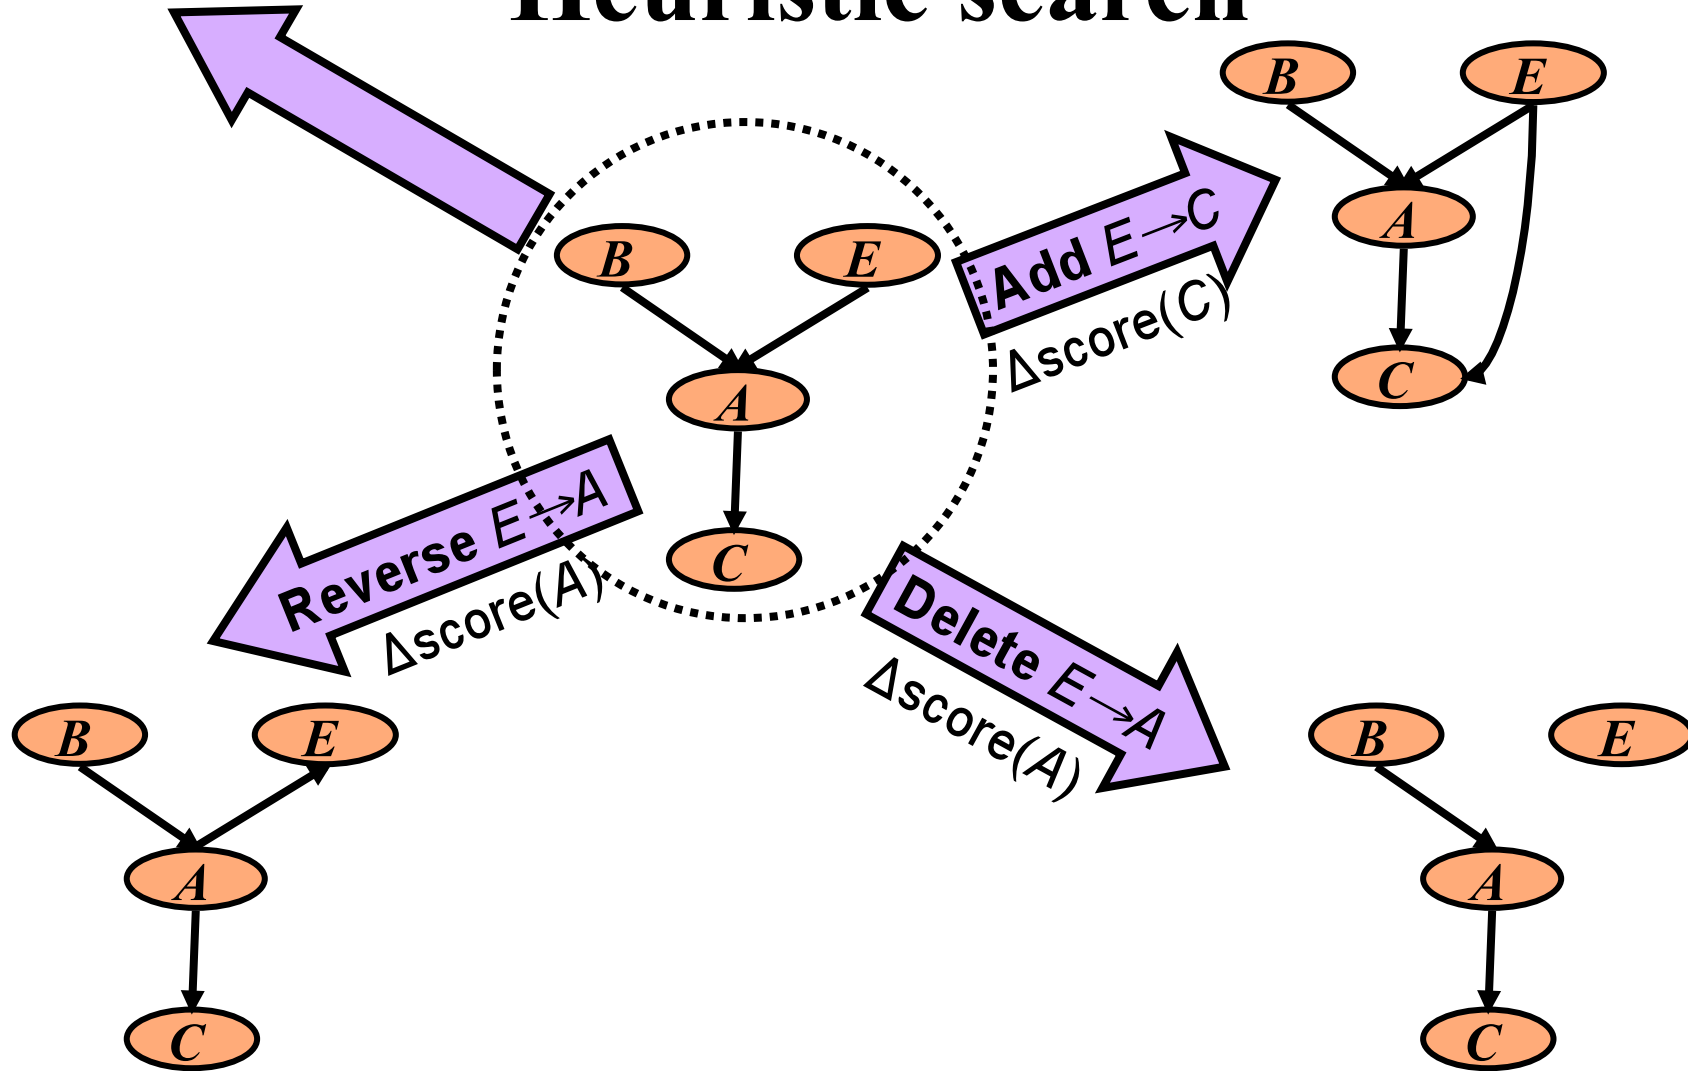 Heuristic search
B E
B E
A
Add E→C
Δscore(C)
C
B E
A
C
Reverse E→A
Δscore(A)
Delete E→A
Δscore(A)
B E
A
C
B E
A
C